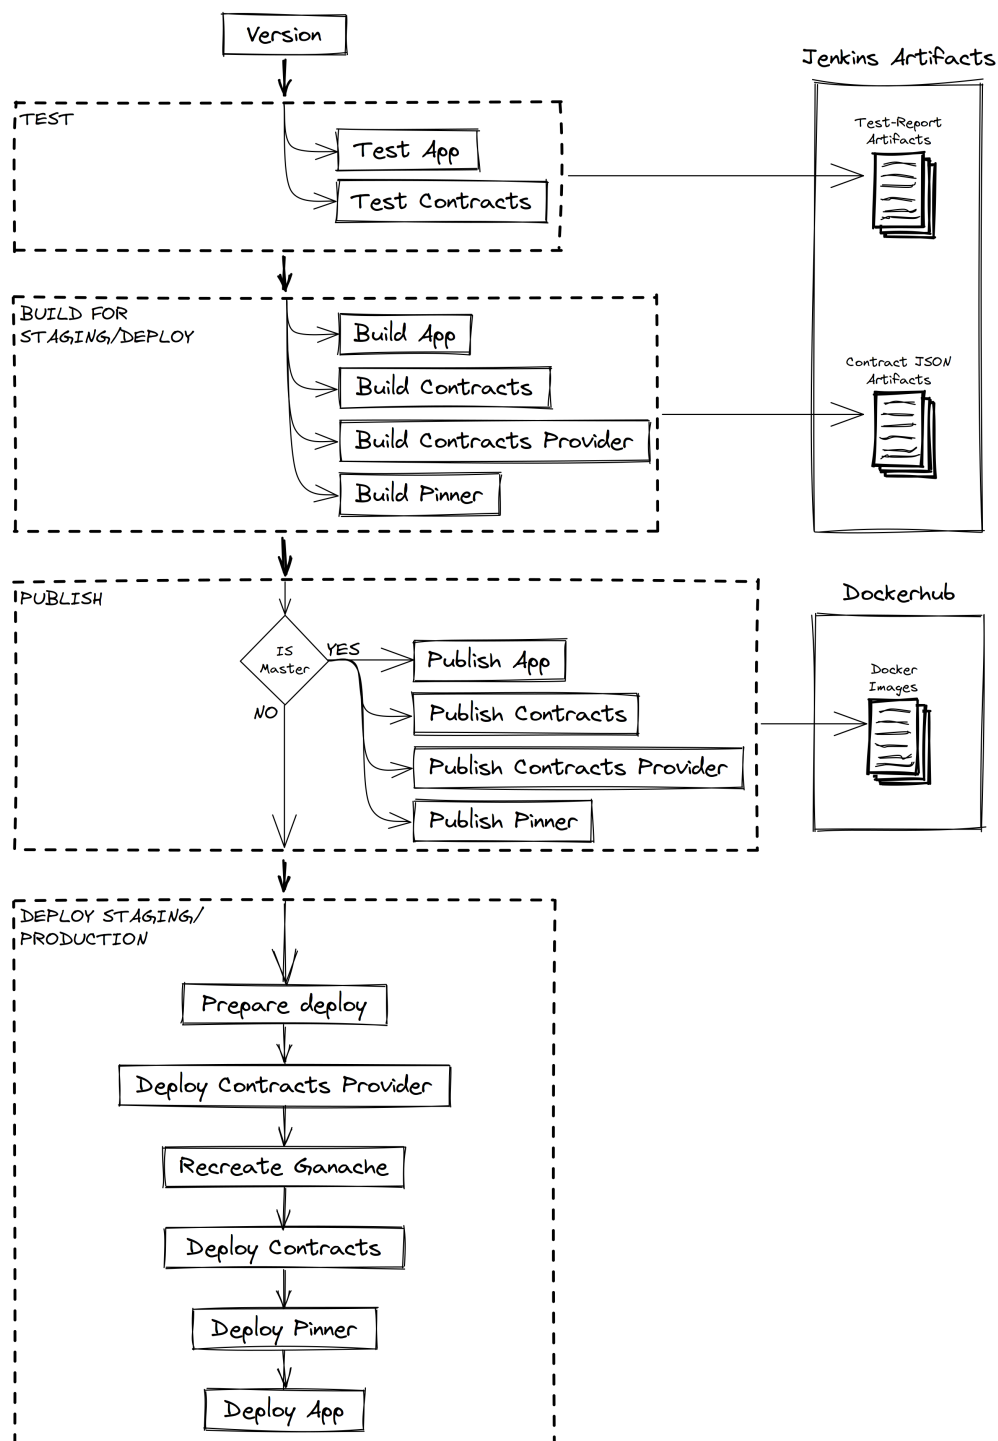 Version
Jenkins Artifacts
TEST
Test App
Test Contracts
Test-Report
Artifacts
BUILD FOR
STAGING/DEPLOY
Build App
Build Contracts
Build Contracts Provider
Build Pinner
Contract JSON
Artifacts
PUBLISH
IS
Master
YES
NO
Publish App
Publish Contracts
Publish Contracts Provider
Publish Pinner
Dockerhub
Docker
Images
DEPLOY STAGING/
PRODUCTION
Prepare deploy
Deploy Contracts Provider
Recreate Ganache
Deploy Contracts
Deploy Pinner
Deploy App